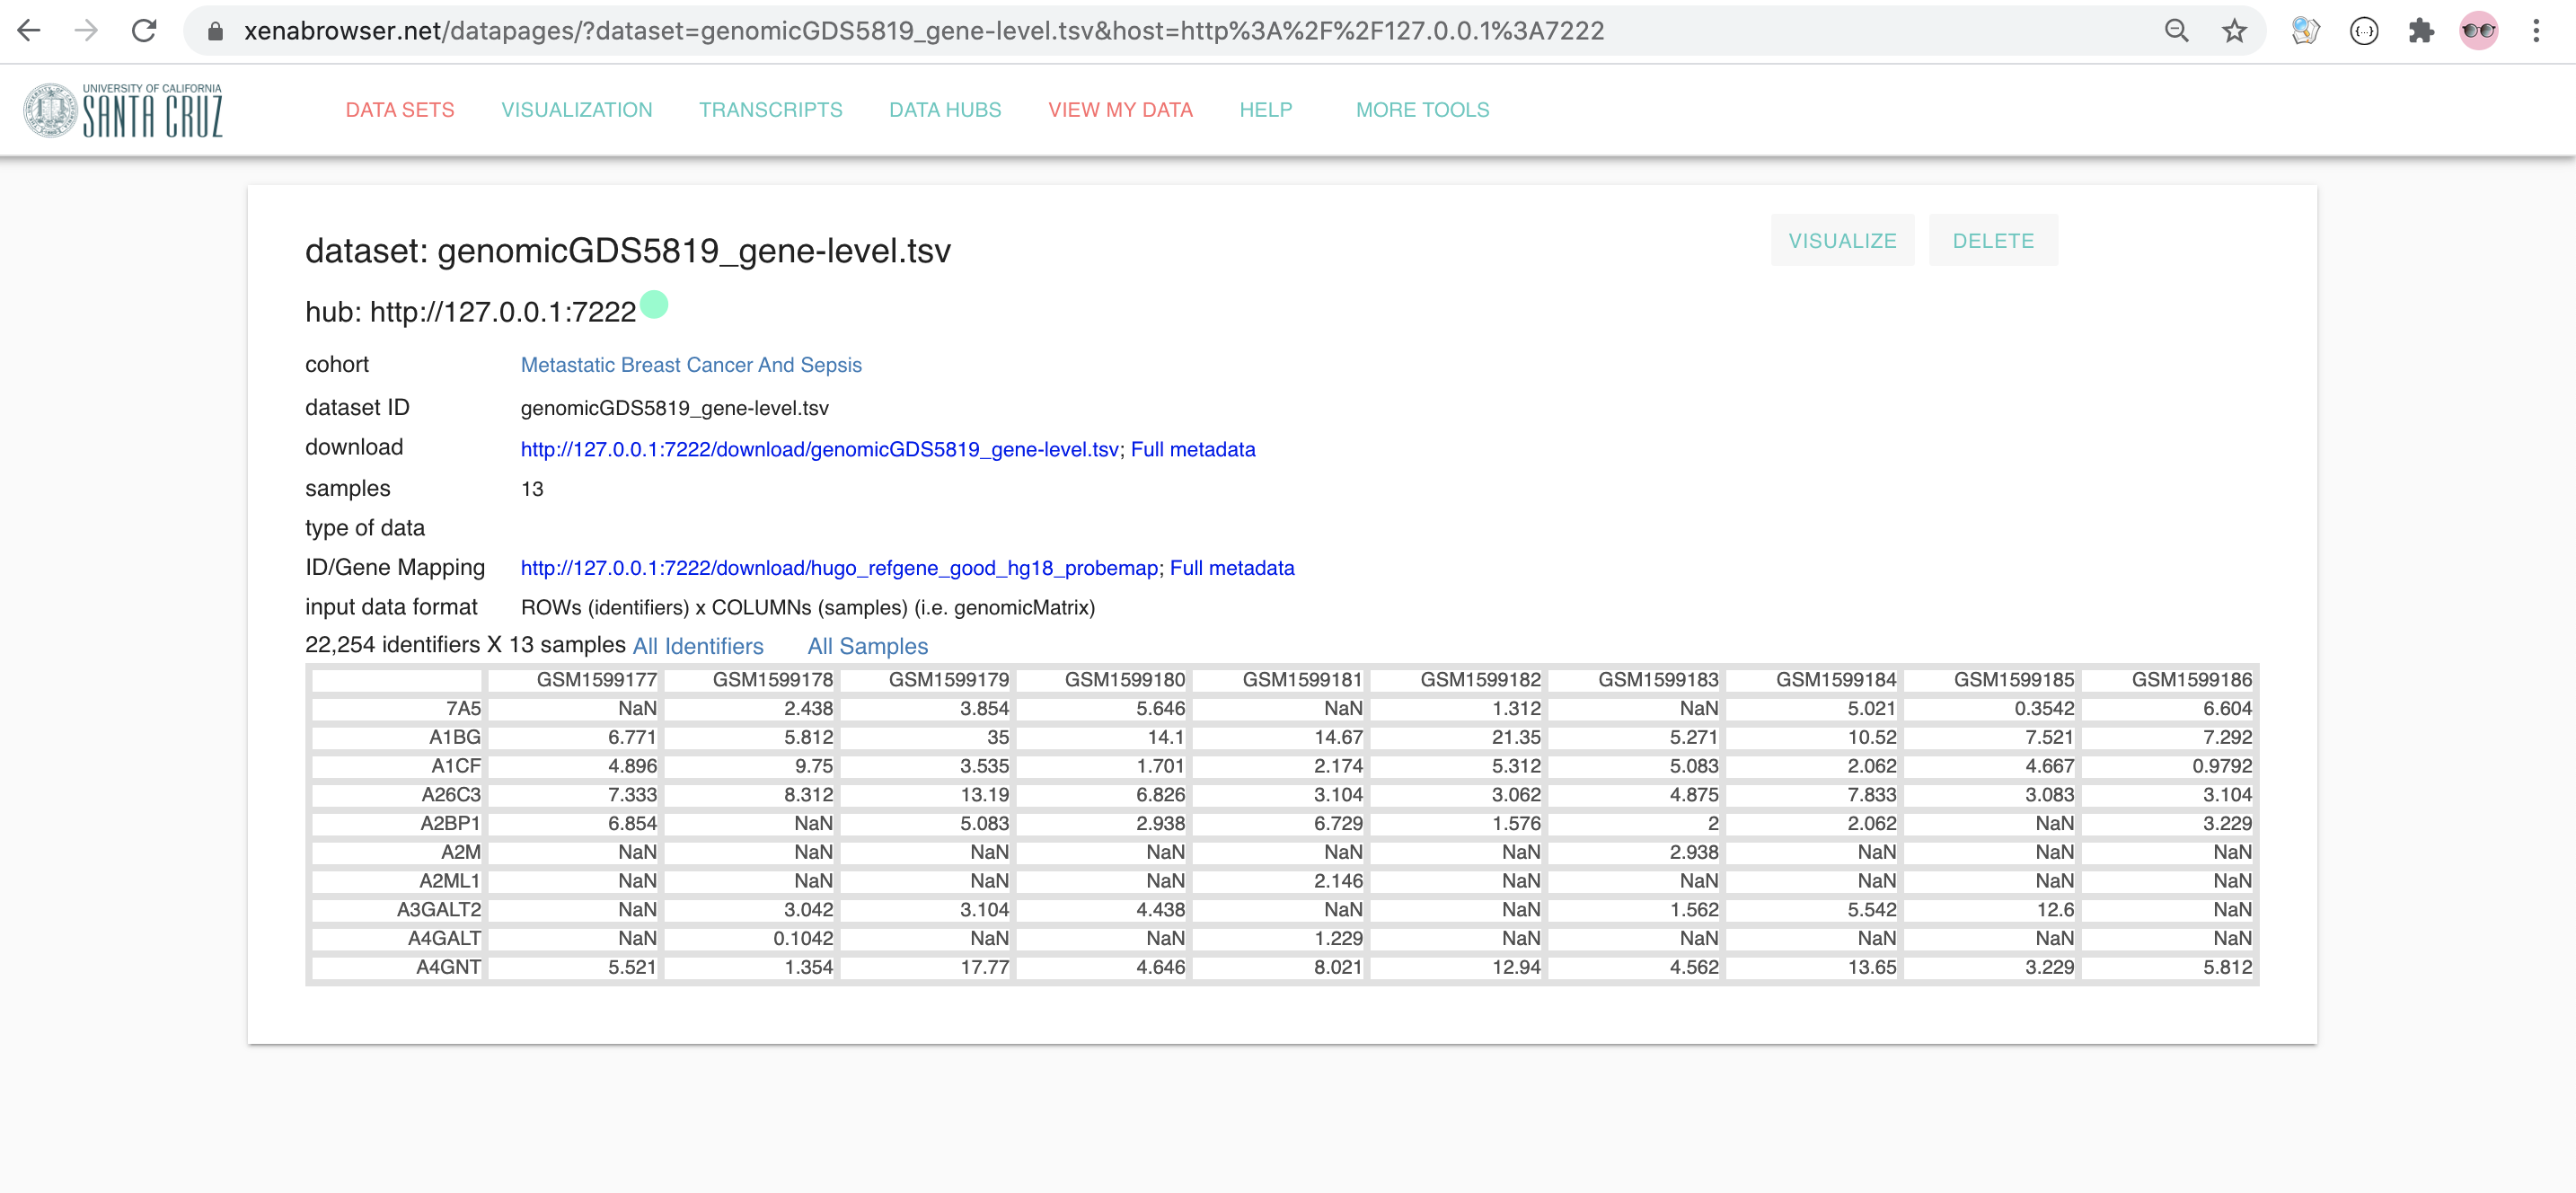 xenabrowser.net/datapages/?dataset=genomicGDS5819_gene-level.tsv&host=http%3A%2F%2F127.0.0.1%3A7222
UNIVERSITY OF CALIFORNIA
SANTA CRUZ
DATA SETS VISUALIZATION TRANSCRIPTS DATA HUBS VIEW MY DATA HELP MORE TOOLS
dataset: genomicGDS5819_gene-level.tsv
VISUALIZE DELETE
hub: http://127.0.0.1:7222
cohort Metastatic Breast Cancer And Sepsis
dataset ID genomicGDS5819_gene-level.tsv
download http://127.0.0.1:7222/download/genomicGDS5819_gene-level.tsv; Full metadata
samples 13
type of data
ID/Gene Mapping http://127.0.0.1:7222/download/hugo_refgene_good_hg18_probemap; Full metadata
input data format ROWs (identifiers) x COLUMNs (samples) (i.e. genomicMatrix)
22,254 identifiers X 13 samples All Identifiers All Samples
GSM1599177 GSM1599178 GSM1599179 GSM1599180 GSM1599181 GSM1599182 GSM1599183 GSM1599184 GSM1599185 GSM1599186
7A5 NaN 2.438 3.854 5.646 NaN 1.312 NaN 5.021 0.3542 6.604
A1BG 6.771 5.812 35 14.1 14.67 21.35 5.271 10.52 7.521 7.292
A1CF 4.896 9.75 3.535 1.701 2.174 5.312 5.083 2.062 4.667 0.9792
A26C3 7.333 8.312 13.19 6.826 3.104 3.062 4.875 7.833 3.083 3.104
A2BP1 6.854 NaN 5.083 2.938 6.729 1.576 2 2.062 NaN 3.229
A2M NaN NaN NaN NaN NaN NaN 2.938 NaN NaN NaN
A2ML1 NaN NaN NaN NaN 2.146 NaN NaN NaN NaN NaN
A3GALT2 NaN 3.042 3.104 4.438 NaN NaN 1.562 5.542 12.6 NaN
A4GALT NaN 0.1042 NaN NaN 1.229 NaN NaN NaN NaN NaN
A4GNT 5.521 1.354 17.77 4.646 8.021 12.94 4.562 13.65 3.229 5.812